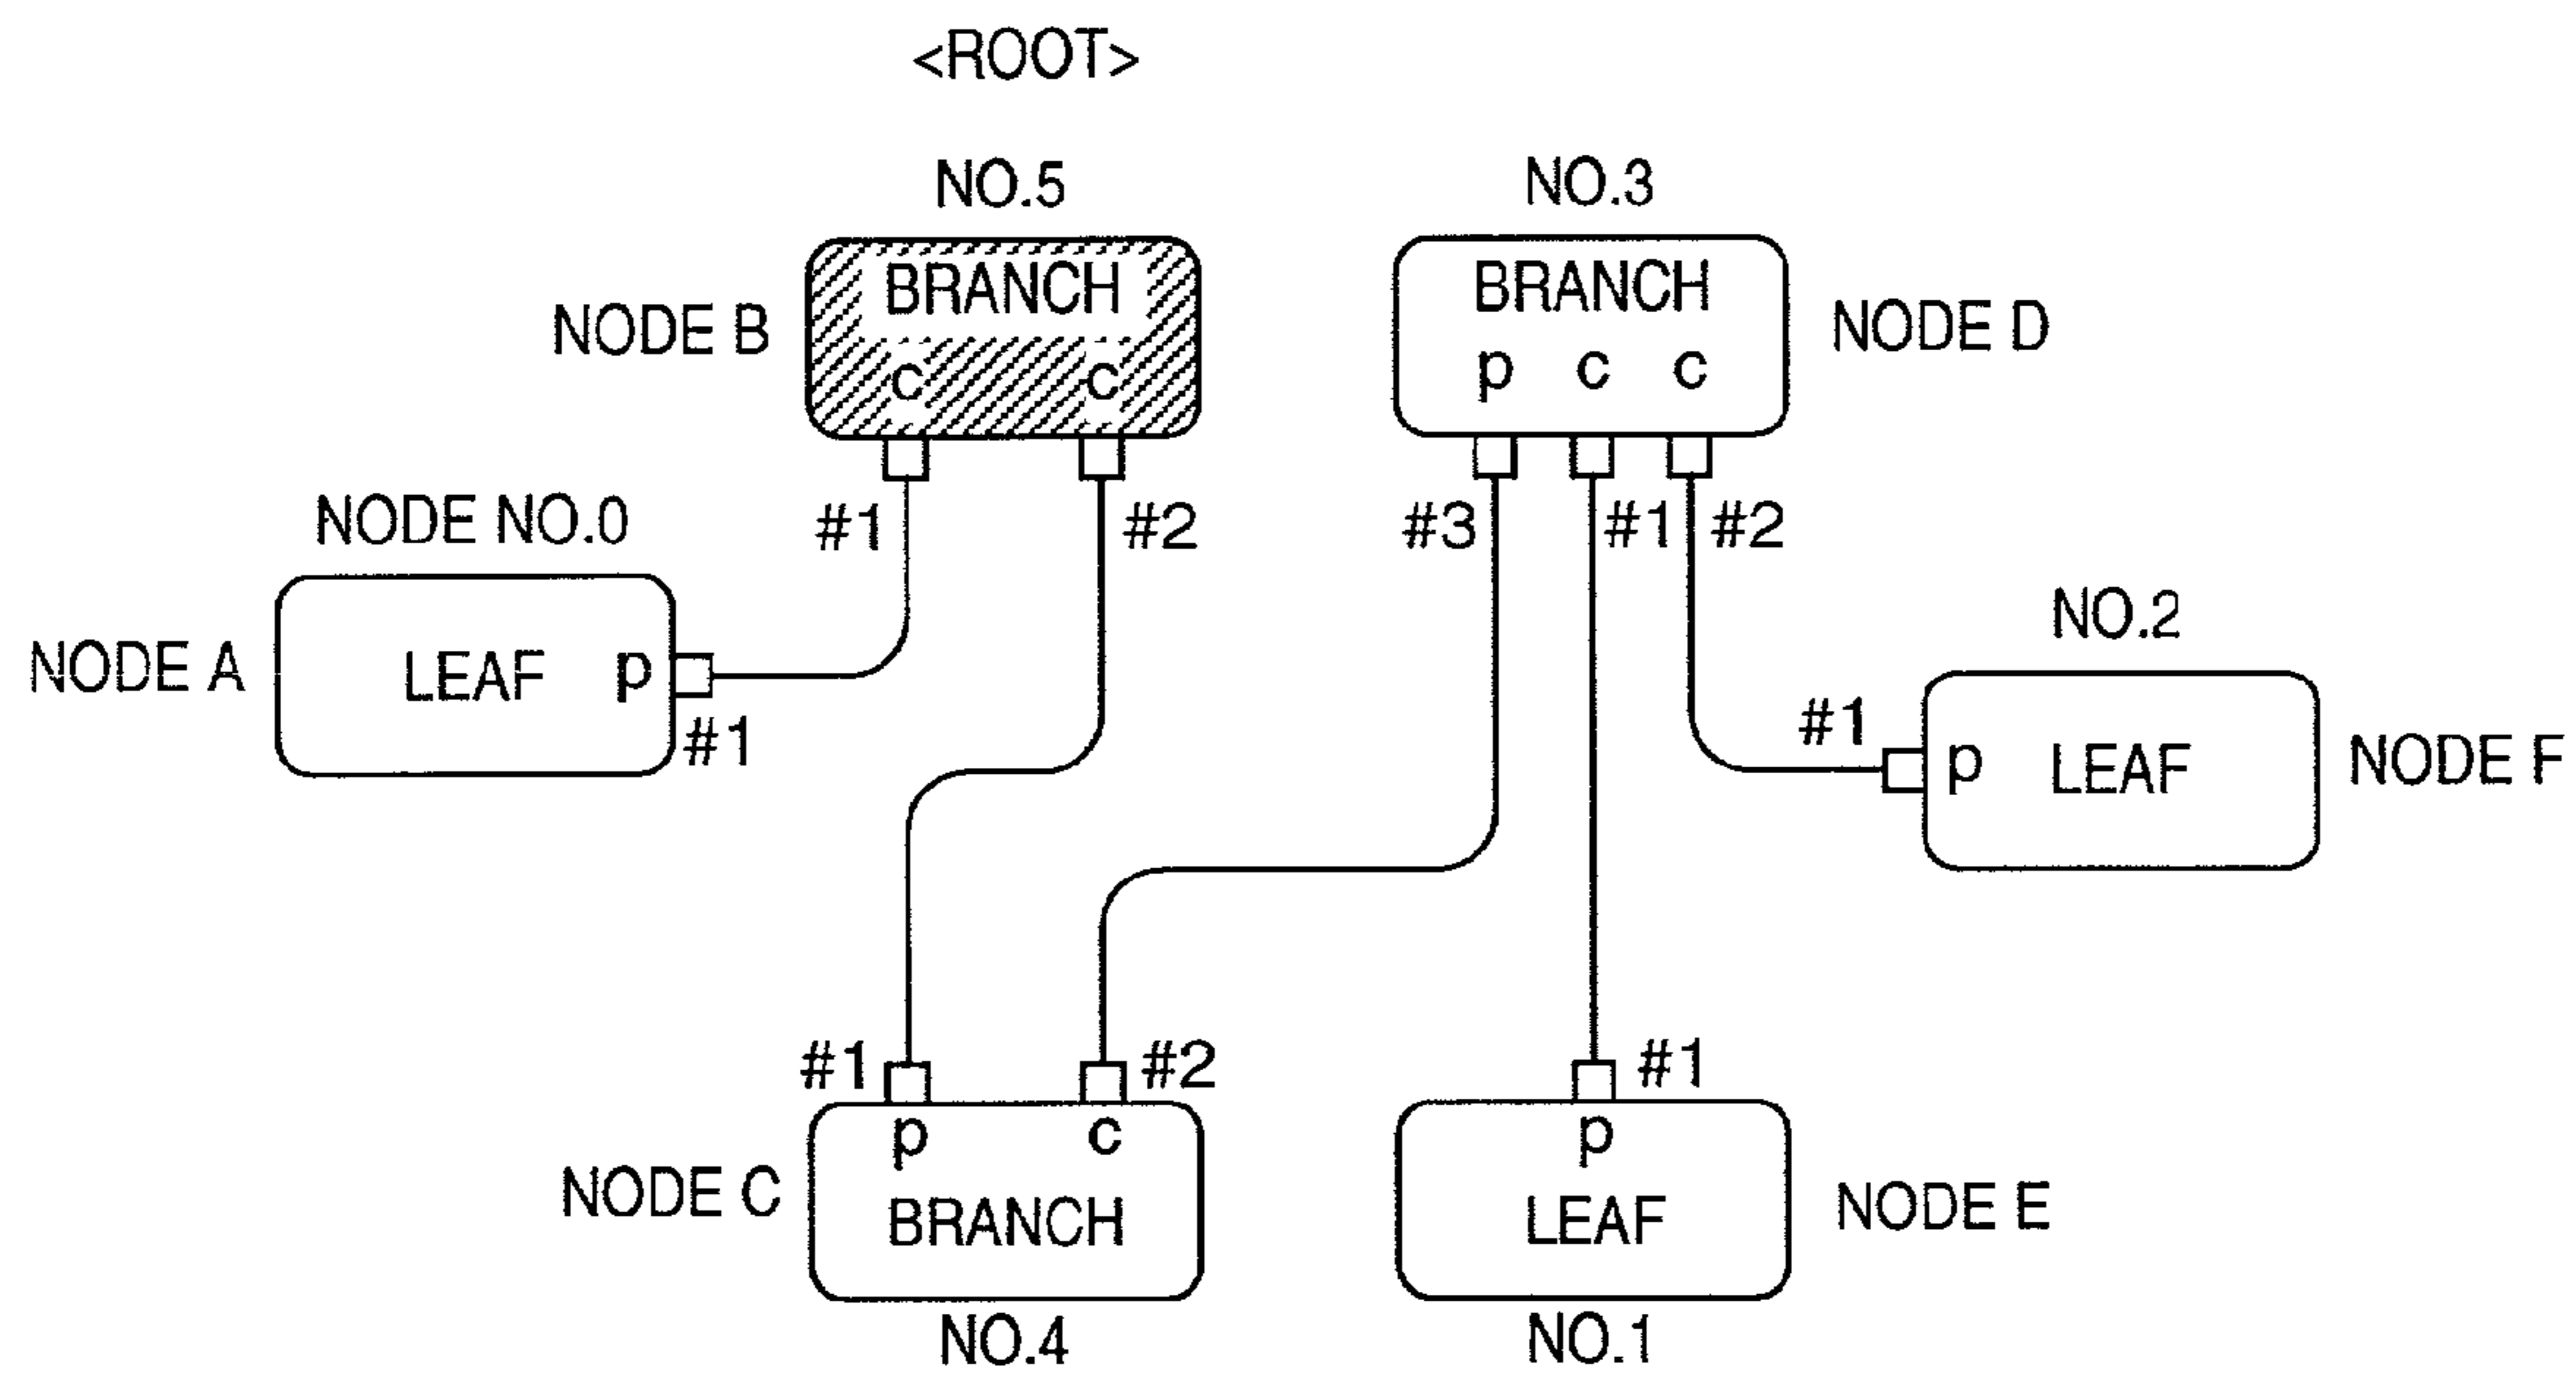 <ROOT>
NO.5
NO.3
BRANCH
BRANCH
NODE B
NODE D
c c
p c c
#1 #2
#3 #1 #2
NODE NO.0
NO.2
NODE A
LEAF p
#1
#1
p LEAF
NODE F
#1 #2
#1
p c
p
NODE C
BRANCH
LEAF
NODE E
NO.4
NO.1